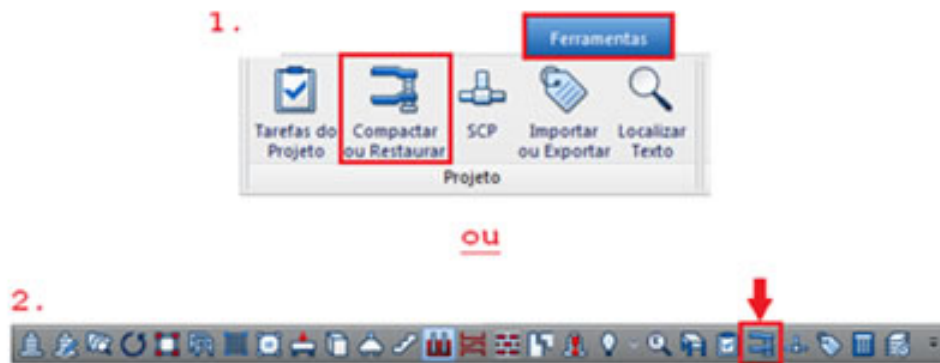 1.
Ferramentas
Tarefas do Projeto
Compactar ou Restaurar
SCP
Importar ou Exportar
Localizar Texto
Projeto
ou
2.